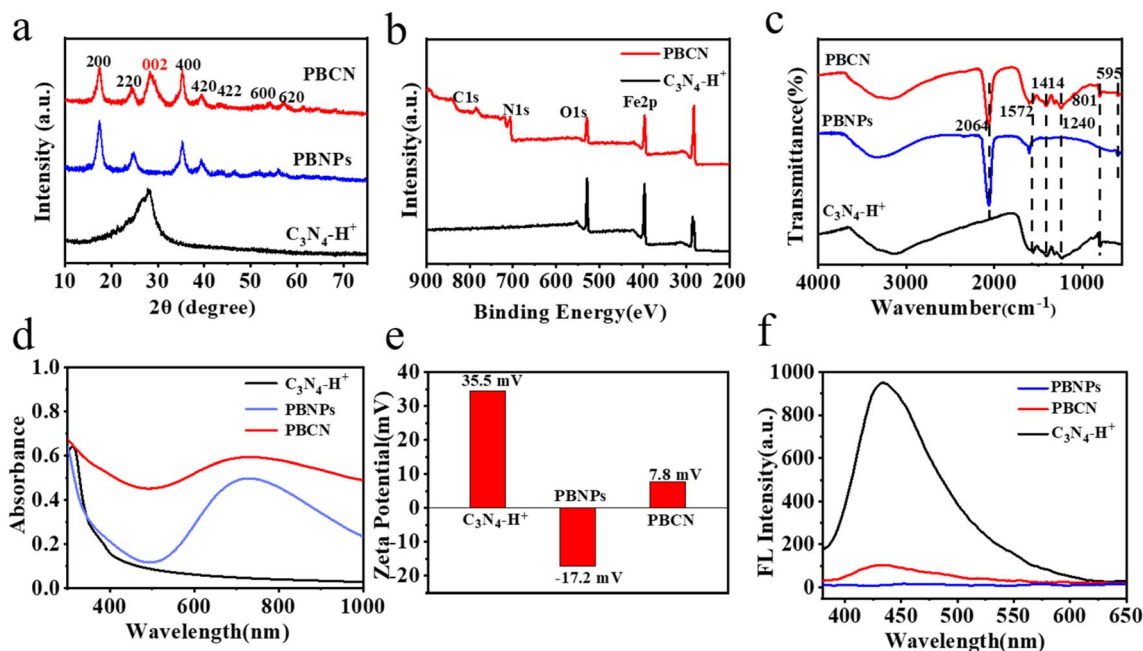 a
Intensity (a.u.)
200
220
002
400
420
422
600
620
PBCN
PBNPs
C₃N₄-H⁺
10 20 30 40 50 60 70
2θ (degree)
b
Intensity (a.u.)
PBCN
C₃N₄-H⁺
C1s
N1s
O1s
Fe2p
900 800 700 600 500 400 300 200
Binding Energy(eV)
c
Transmittance(%)
PBCN
PBNPs
C₃N₄-H⁺
2064
1572
1414
1240
801
595
4000 3000 2000 1000
Wavenumber(cm⁻¹)
d
Absorbance
1.0
0.8
0.6
0.4
0.2
0.0
C₃N₄-H⁺
PBNPs
PBCN
400 600 800 1000
Wavelength(nm)
e
Zeta Potential(mV)
40
30
20
10
0
10
20
35.5 mV
C₃N₄-H⁺
PBNPs
-17.2 mV
7.8 mV
PBCN
f
FL Intensity(a.u.)
1000
800
600
400
200
0
PBNPs
PBCN
C₃N₄-H⁺
400 450 500 550 600 650
Wavelength(nm)